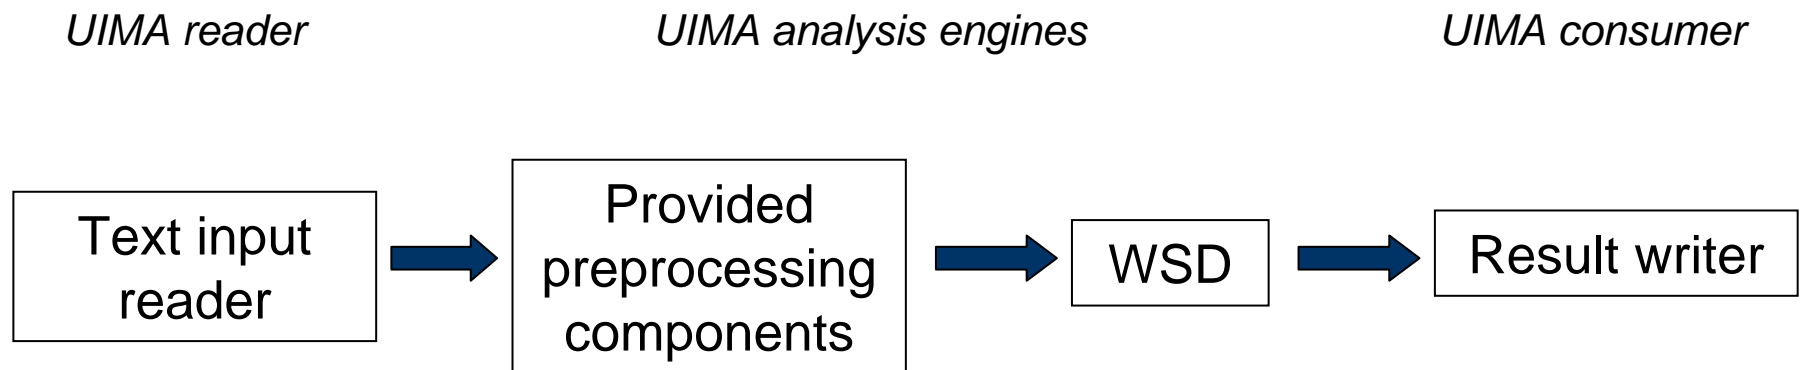 UIMA reader
UIMA analysis engines
UIMA consumer
Text input
reader
Provided
preprocessing
components
WSD
Result writer